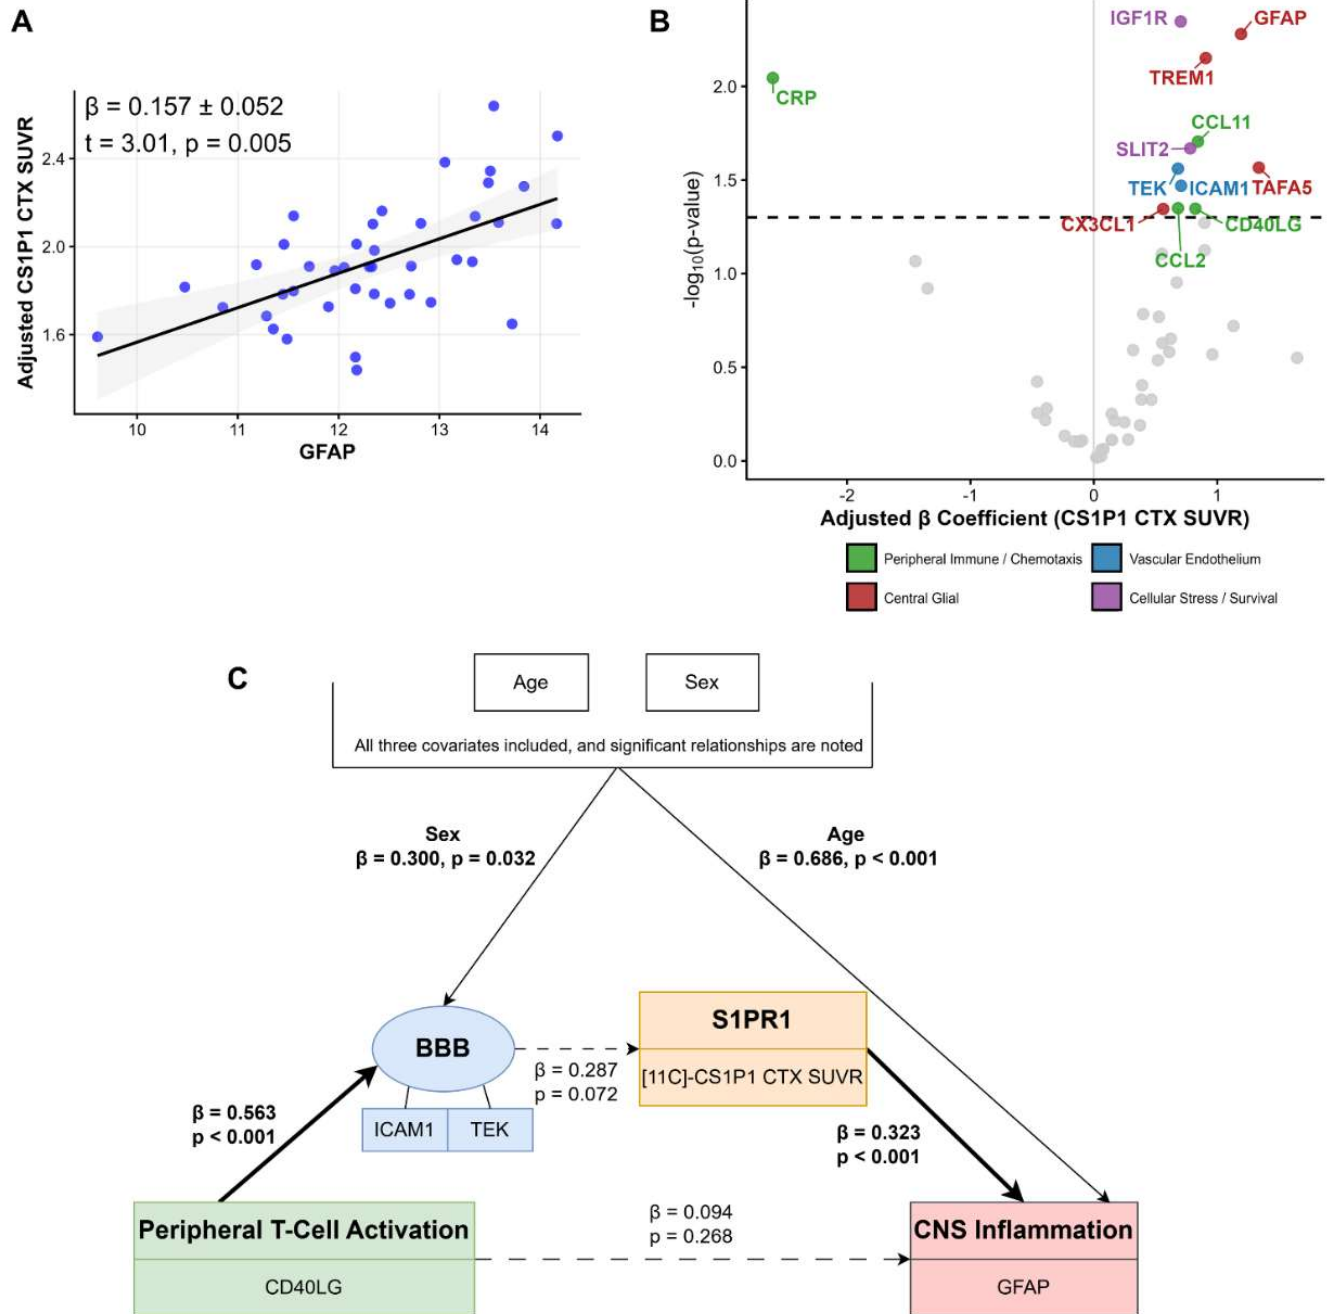 A
β = 0.157 ± 0.052
t = 3.01, p = 0.005
Adjusted CS1P1 CTX SUVR
2.4
2.0
1.6
10
11
12
13
14
GFAP
B
IGF1R
GFAP
TREM1
CRP
CCL11
SLIT2
TEK
ICAM1
TAFA5
CX3CL1
CD40LG
CCL2
-log10(p-value)
2.0
1.5
1.0
0.5
0.0
-2
-1
0
1
Adjusted β Coefficient (CS1P1 CTX SUVR)
Peripheral Immune / Chemotaxis
Vascular Endothelium
Central Glial
Cellular Stress / Survival
C
Age
Sex
All three covariates included, and significant relationships are noted
Sex
β = 0.300, p = 0.032
Age
β = 0.686, p < 0.001
BBB
ICAM1
TEK
β = 0.287
p = 0.072
S1PR1
[11C]-CS1P1 CTX SUVR
β = 0.563
p < 0.001
β = 0.323
p < 0.001
Peripheral T-Cell Activation
CD40LG
β = 0.094
p = 0.268
CNS Inflammation
GFAP